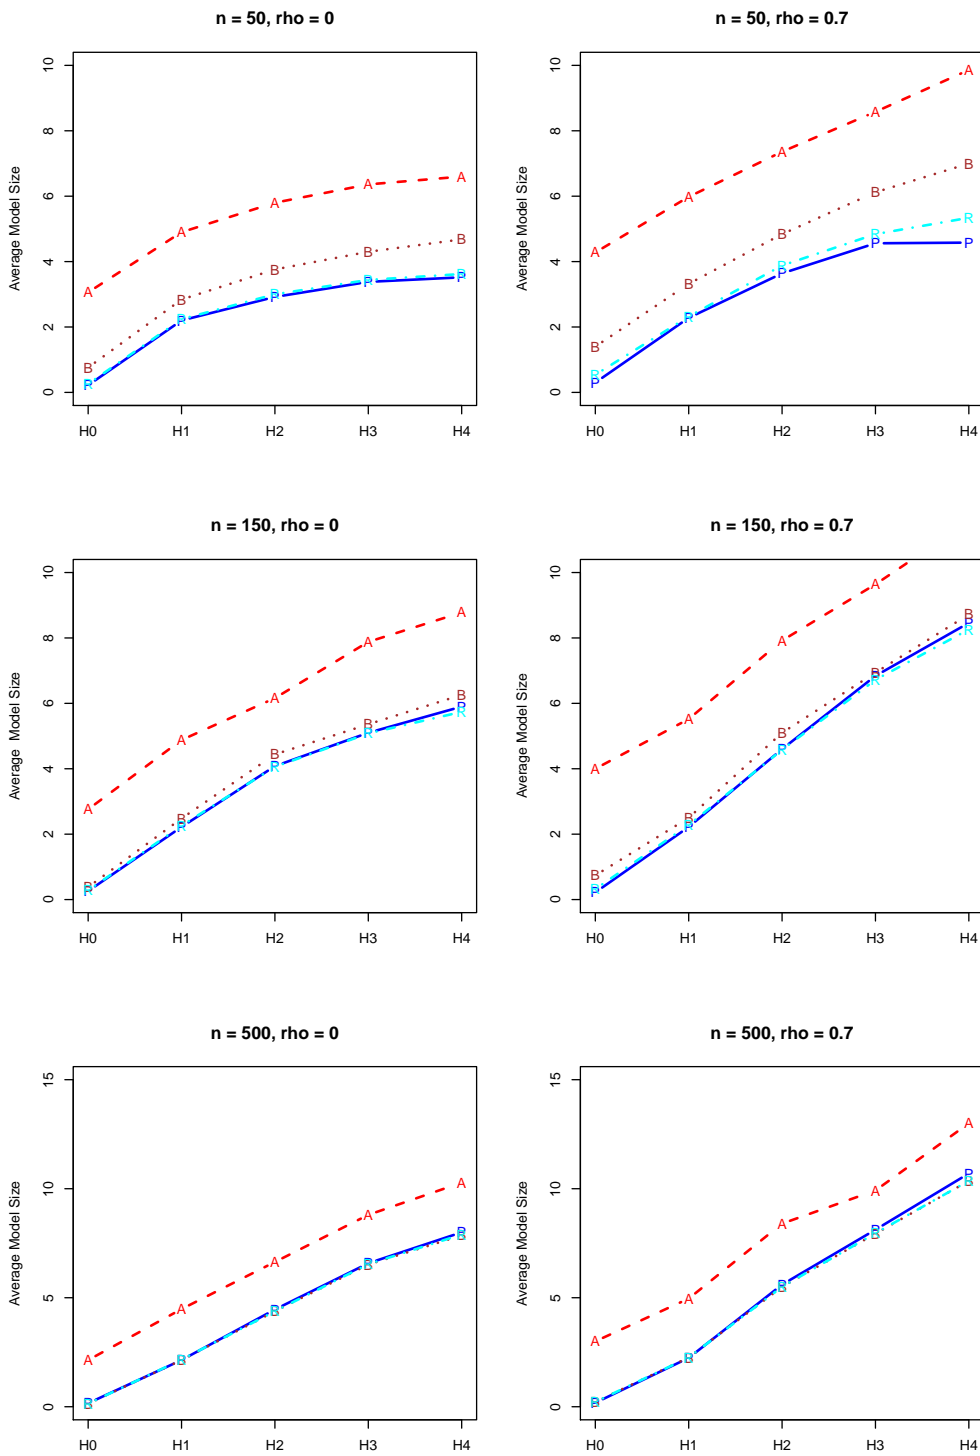 n = 50, rho = 0
Average Model Size
10
8
6
4
2
0
A A A A A
B B B B B
R R R R R
P P P P P
H0 H1 H2 H3 H4
n = 50, rho = 0.7
Average Model Size
10
8
6
4
2
0
A A A A A
B B B B B
R R R R R
P P P P P
H0 H1 H2 H3 H4
n = 150, rho = 0
Average Model Size
10
8
6
4
2
0
A A A A A
B B B B B
P P P P P
R R R R R
H0 H1 H2 H3 H4
n = 150, rho = 0.7
Average Model Size
10
8
6
4
2
0
A A A A
B B B B B
P P P P P
R R R R R
H0 H1 H2 H3 H4
n = 500, rho = 0
Average Model Size
15
10
5
0
A A A A A
P P P P P
R R R R R
B B B B B
H0 H1 H2 H3 H4
n = 500, rho = 0.7
Average Model Size
15
10
5
0
A A A A A
P P P P P
R R R R R
B B B B B
H0 H1 H2 H3 H4